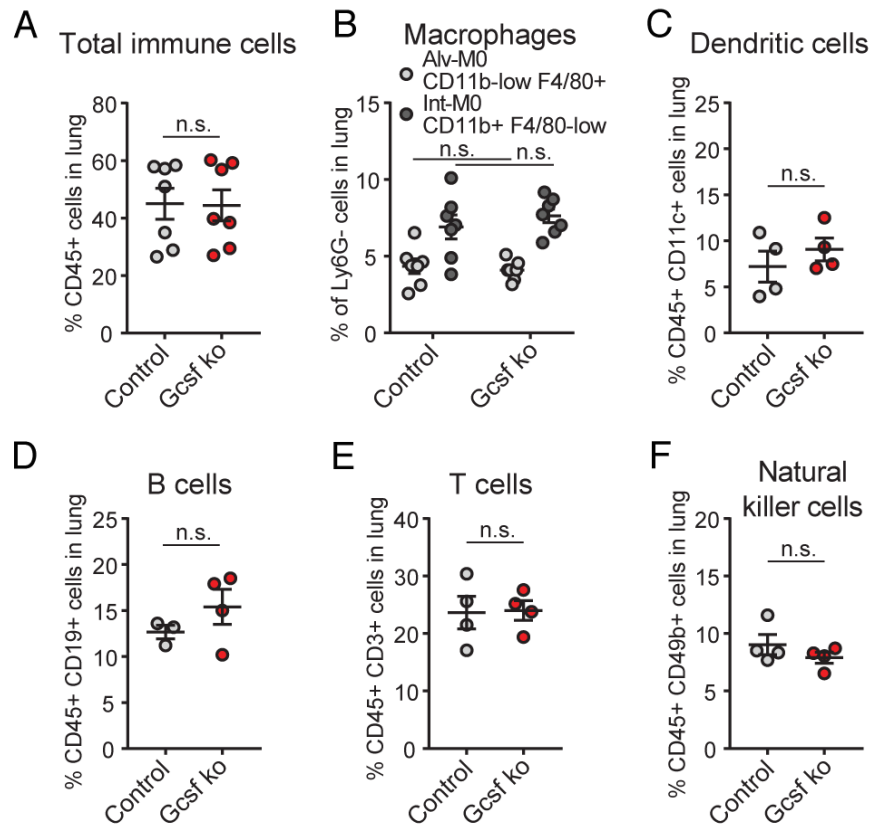 A
Total immune cells
% CD45+ cells in lung
80
60
40
20
0
n.s.
Control
Gcsf ko
B
Macrophages
Alv-M0
CD11b-low F4/80+
Int-M0
CD11b+ F4/80-low
% of Ly6G- cells in lung
15
10
5
0
n.s.
n.s.
Control
Gcsf ko
C
Dendritic cells
% CD45+ CD11c+ cells in lung
25
20
15
10
5
0
n.s.
Control
Gcsf ko
D
B cells
% CD45+ CD19+ cells in lung
25
20
15
10
5
0
n.s.
Control
Gcsf ko
E
T cells
% CD45+ CD3+ cells in lung
40
30
20
10
0
n.s.
Control
Gcsf ko
F
Natural
killer cells
% CD45+ CD49b+ cells in lung
20
15
10
5
0
n.s.
Control
Gcsf ko